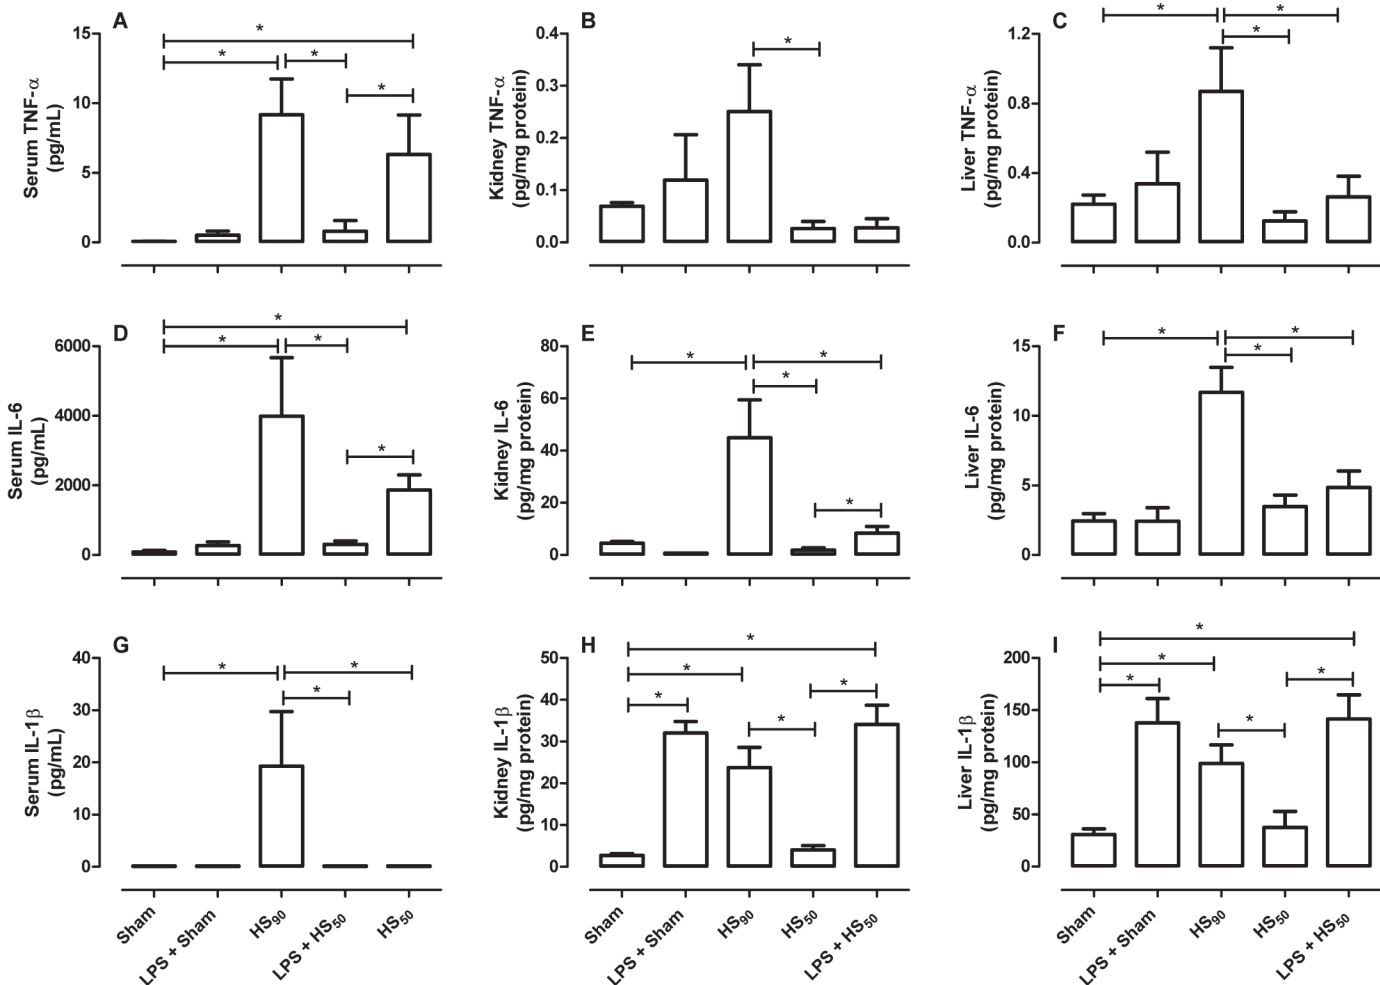 A
Serum TNF-α
(pg/mL)
15
10
5
0
*
*
*
*
B
Kidney TNF-α
(pg/mg protein)
0.4
0.3
0.2
0.1
0.0
*
C
Liver TNF-α
(pg/mg protein)
1.2
0.8
0.4
0.0
*
*
*
D
Serum IL-6
(pg/mL)
6000
4000
2000
0
*
*
*
*
E
Kidney IL-6
(pg/mg protein)
80
60
40
20
0
*
*
*
*
F
Liver IL-6
(pg/mg protein)
15
10
5
0
*
*
*
G
Serum IL-1β
(pg/mL)
40
30
20
10
0
*
*
*
Sham
LPS + Sham
HS90
LPS + HS50
HS50
H
Kidney IL-1β
(pg/mg protein)
50
40
30
20
10
0
*
*
*
*
*
Sham
LPS + Sham
HS90
HS50
LPS + HS50
I
Liver IL-1β
(pg/mg protein)
200
150
100
50
0
*
*
*
*
*
Sham
LPS + Sham
HS90
HS50
LPS + HS50